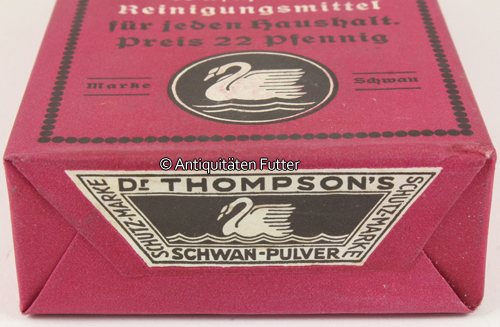 Reinigungsmittel
für jeden Haushalt.
Preis 22 Pfennig
Marke Schwan
© Antiquitäten Futter
Dr THOMPSON'S
SCHUTZ-MARKE SCHUTZ-MARKE
SCHWAN-PULVER